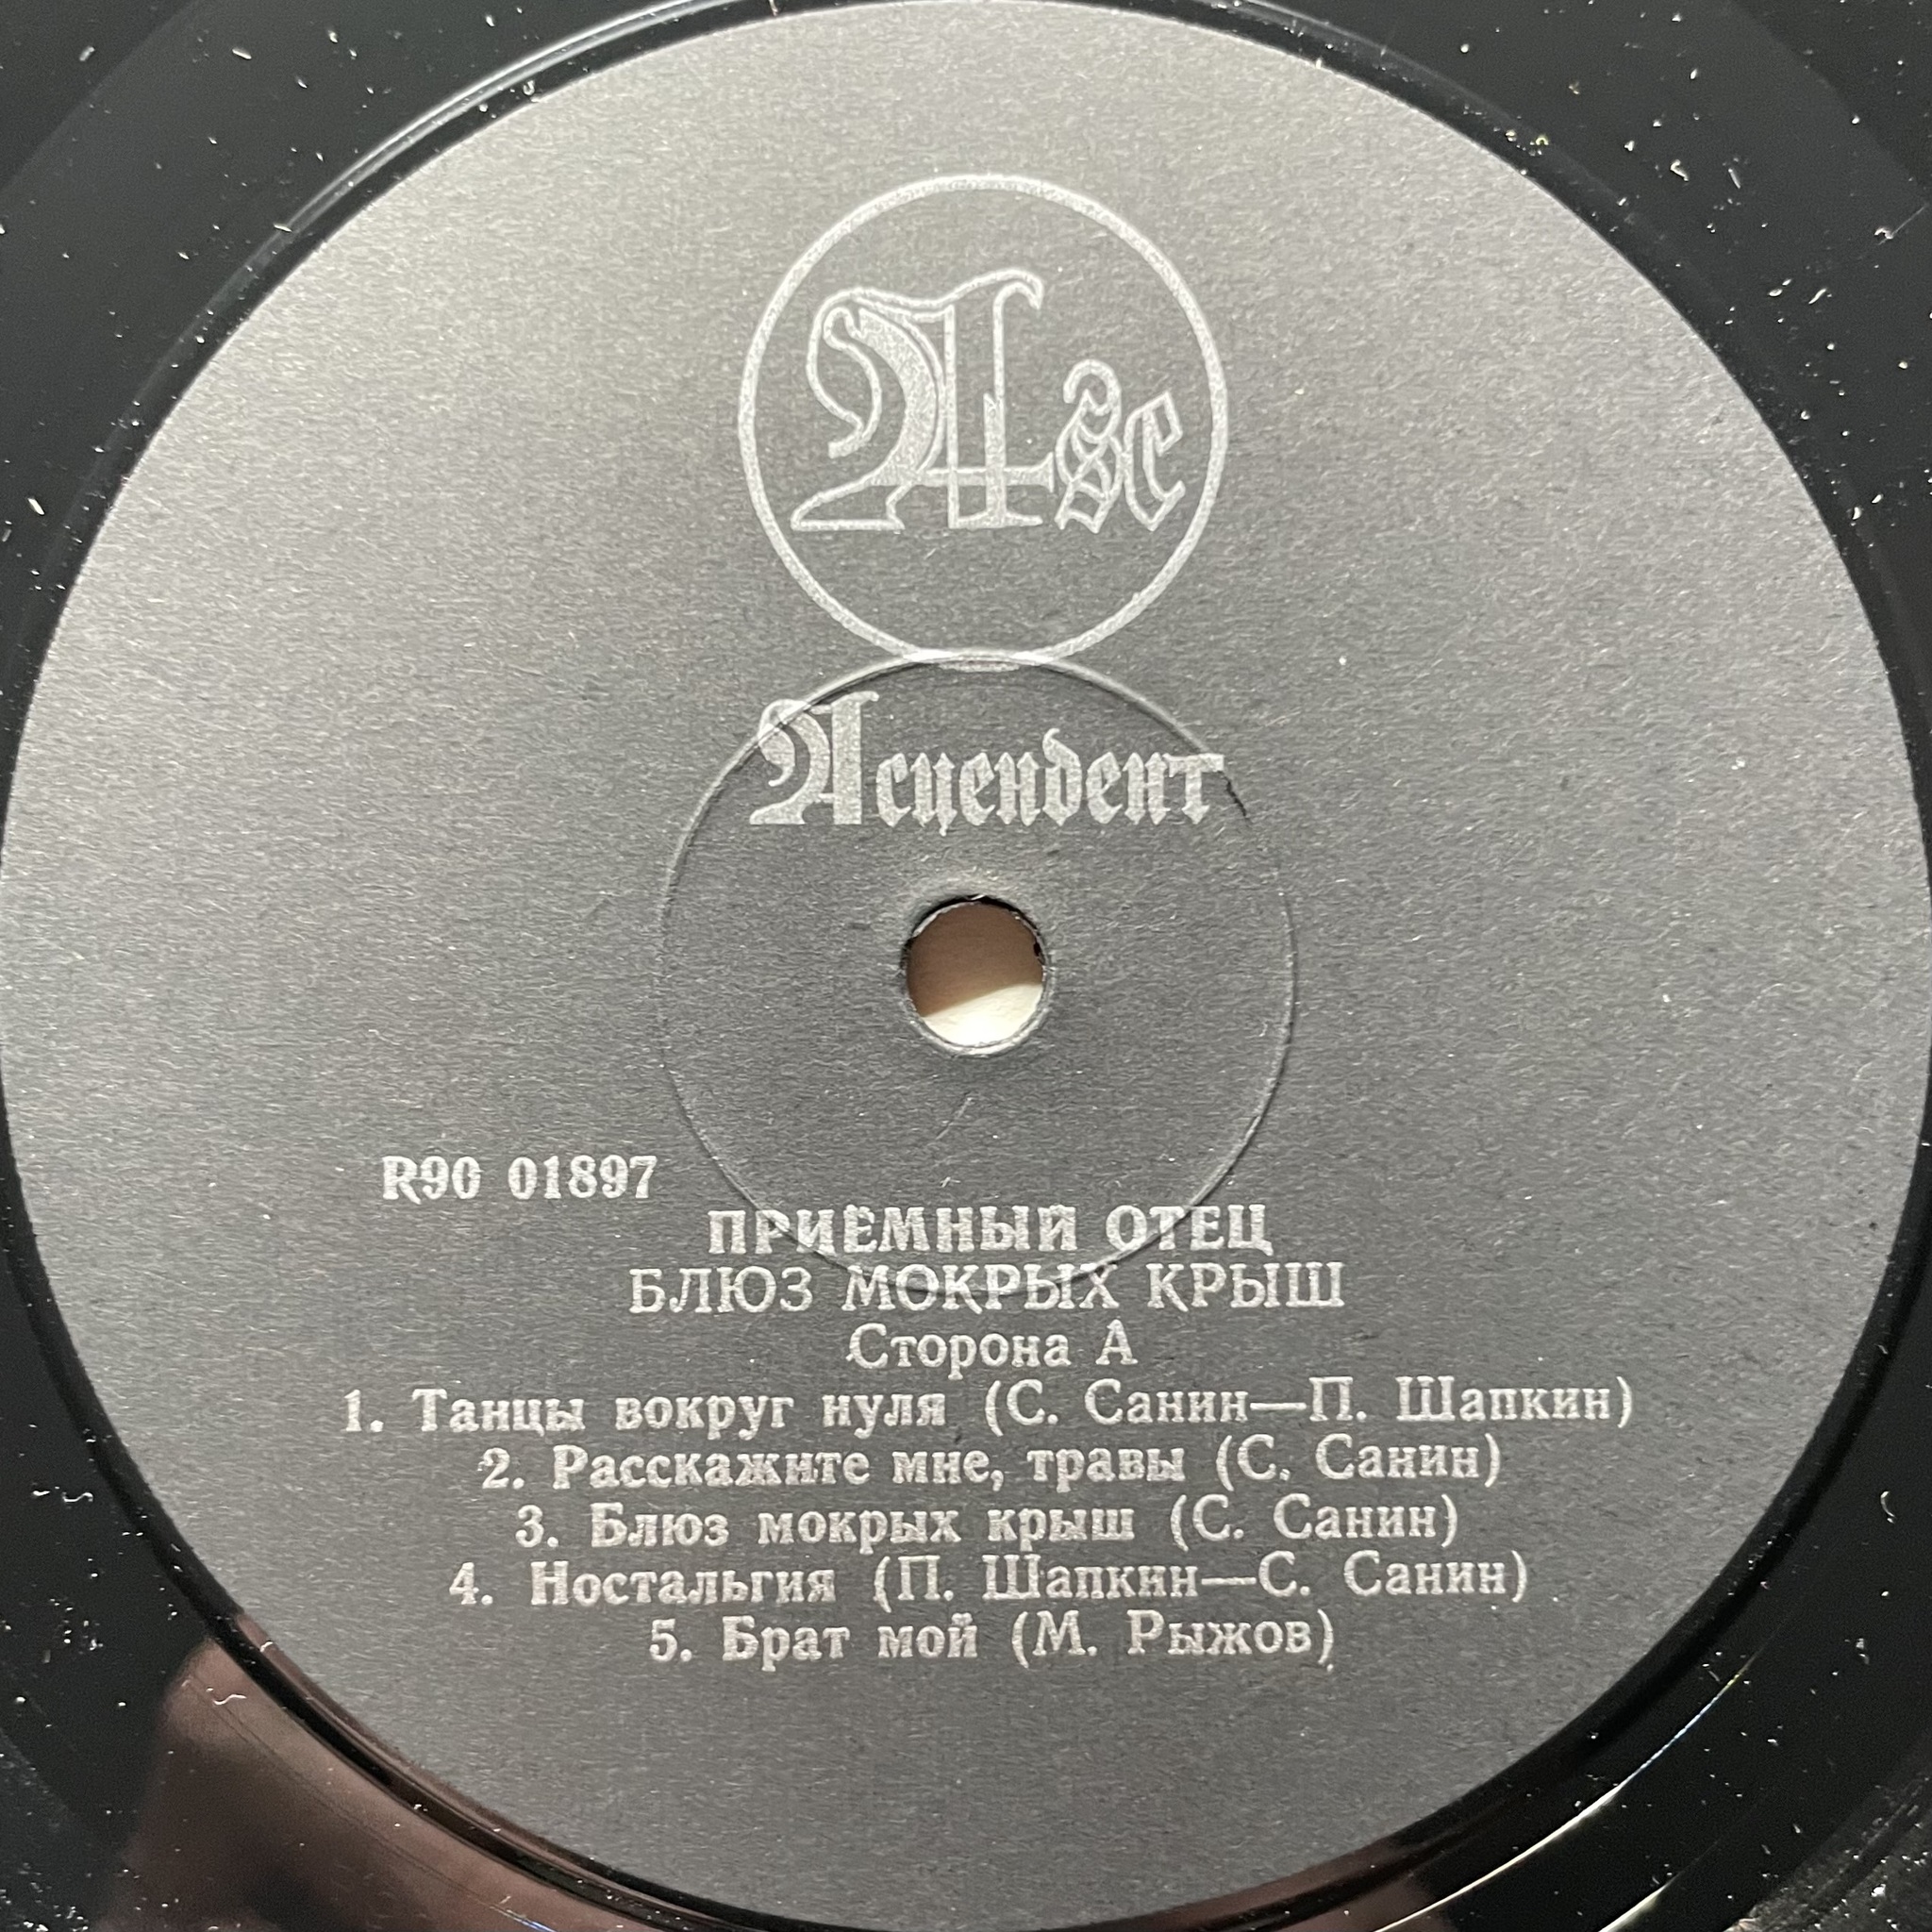 Asc
Асцендент
R90 01897
ПРИЁМНЫЙ ОТЕЦ
БЛЮЗ МОКРЫХ КРЫШ
Сторона А
1. Танцы вокруг нуля (С. Санин—П. Шапкин)
2. Расскажите мне, травы (С. Санин)
3. Блюз мокрых крыш (С. Санин)
4. Ностальгия (П. Шапкин—С. Санин)
5. Брат мой (М. Рыжов)